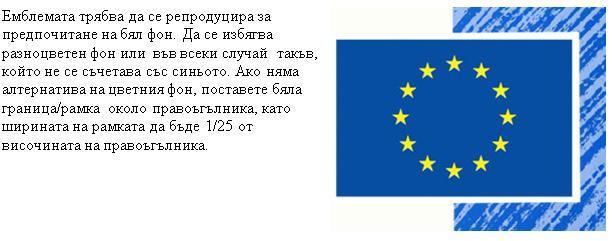 Емблемата трябва да се репродуцира за
предпочитане на бял фон. Да се избягва
разноцветен фон или във всеки случай такъв,
който не се съчетава със синьото. Ако няма
алтернатива на цветния фон, поставете бяла
граница/рамка около правоъгълника, като
ширината на рамката да бъде 1/25 от
височината на правоъгълника.